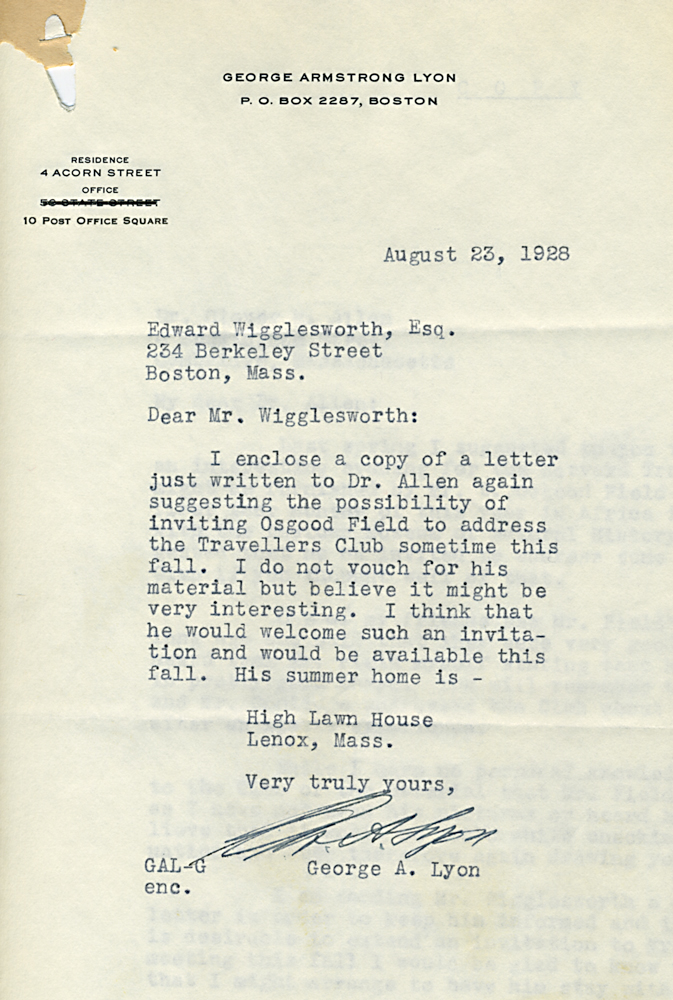 GEORGE ARMSTRONG LYON
P. O. BOX 2287, BOSTON
RESIDENCE
4 ACORN STREET
OFFICE
50 STATE STREET
10 POST OFFICE SQUARE
August 23, 1928
Edward Wigglesworth, Esq.
234 Berkeley Street
Boston, Mass.
Dear Mr. Wigglesworth:
I enclose a copy of a letter
just written to Dr. Allen again
suggesting the possibility of
inviting Osgood Field to address
the Travellers Club sometime this
fall. I do not vouch for his
material but believe it might be
very interesting. I think that
he would welcome such an invita-
tion and would be available this
fall. His summer home is -
High Lawn House
Lenox, Mass.
Very truly yours,
Geo. A. Lyon
GAL-G George A. Lyon
enc.